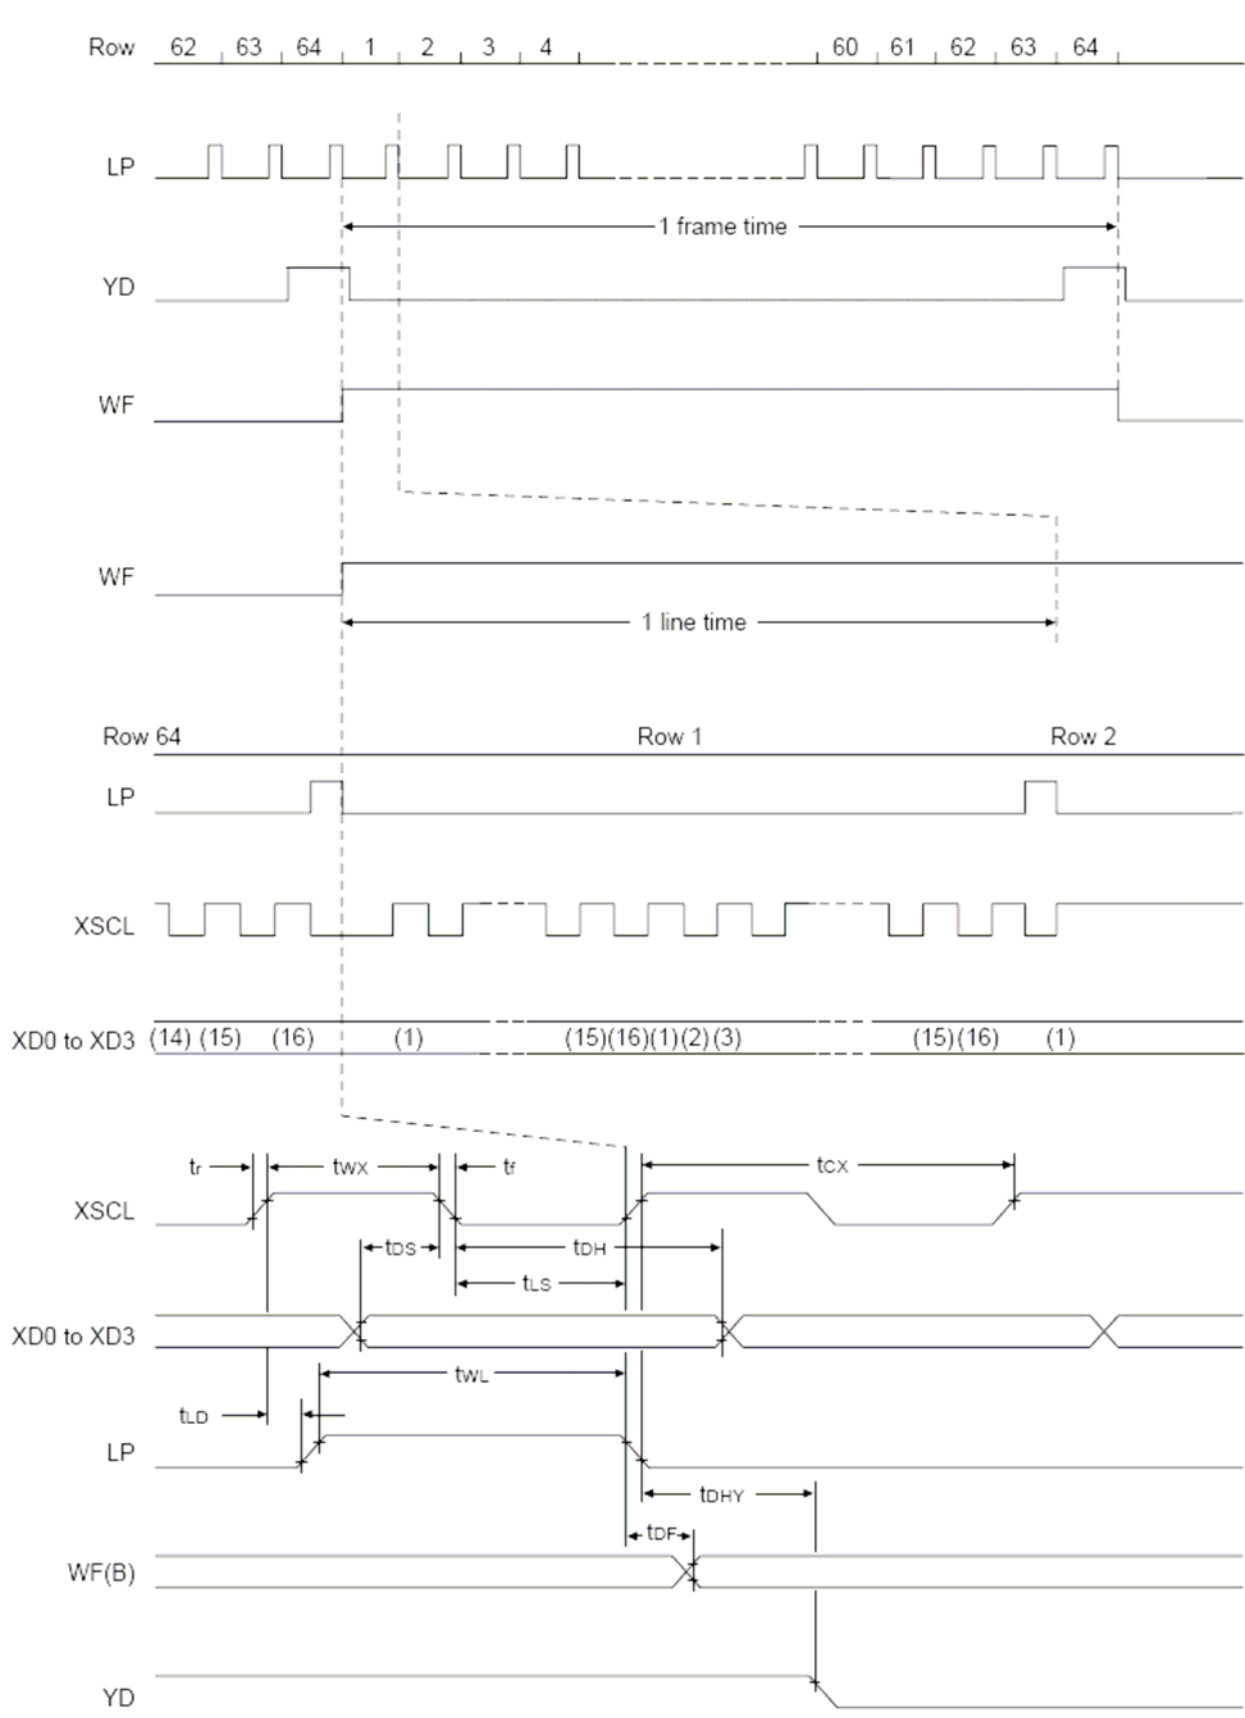 Row 62 63 64 1 2 3 4 60 61 62 63 64
LP
1 frame time
YD
WF
WF
1 line time
Row 64 Row 1 Row 2
LP
XSCL
XD0 to XD3 (14) (15) (16) (1) (15)(16)(1)(2)(3) (15)(16) (1)
tr tWX tf tCX
XSCL
tDS tDH
tLS
XD0 to XD3
tWL
tLD
LP
tDHY
tDF
WF(B)
YD